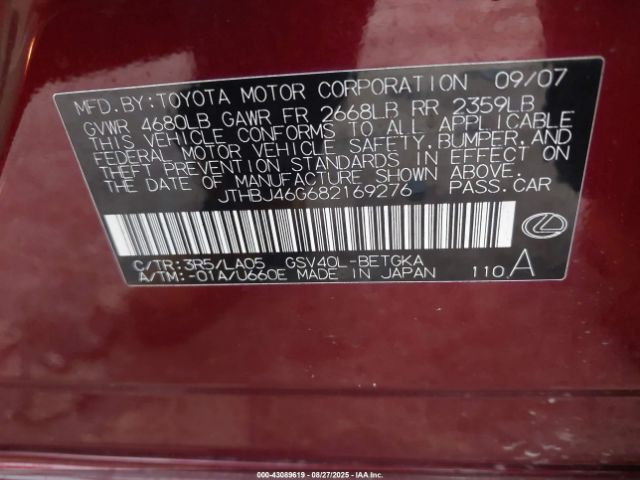 MFD.BY:TOYOTA MOTOR CORPORATION 09/07
GVWR 4680LB GAWR FR 2668LB RR 2359LB
THIS VEHICLE CONFORMS TO ALL APPLICABLE
FEDERAL MOTOR VEHICLE SAFETY,BUMPER,AND
THEFT PREVENTION STANDARDS IN EFFECT ON
THE DATE OF MANUFACTURE SHOWN ABOVE.
JTHBJ46G682169276 PASS.CAR
C/TR:3R5/LA05 GSV40L-BETGKA
A/TM:-01A/U660E MADE IN JAPAN 110 A
000-43089619 | 08/27/2025 | IAA, Inc.